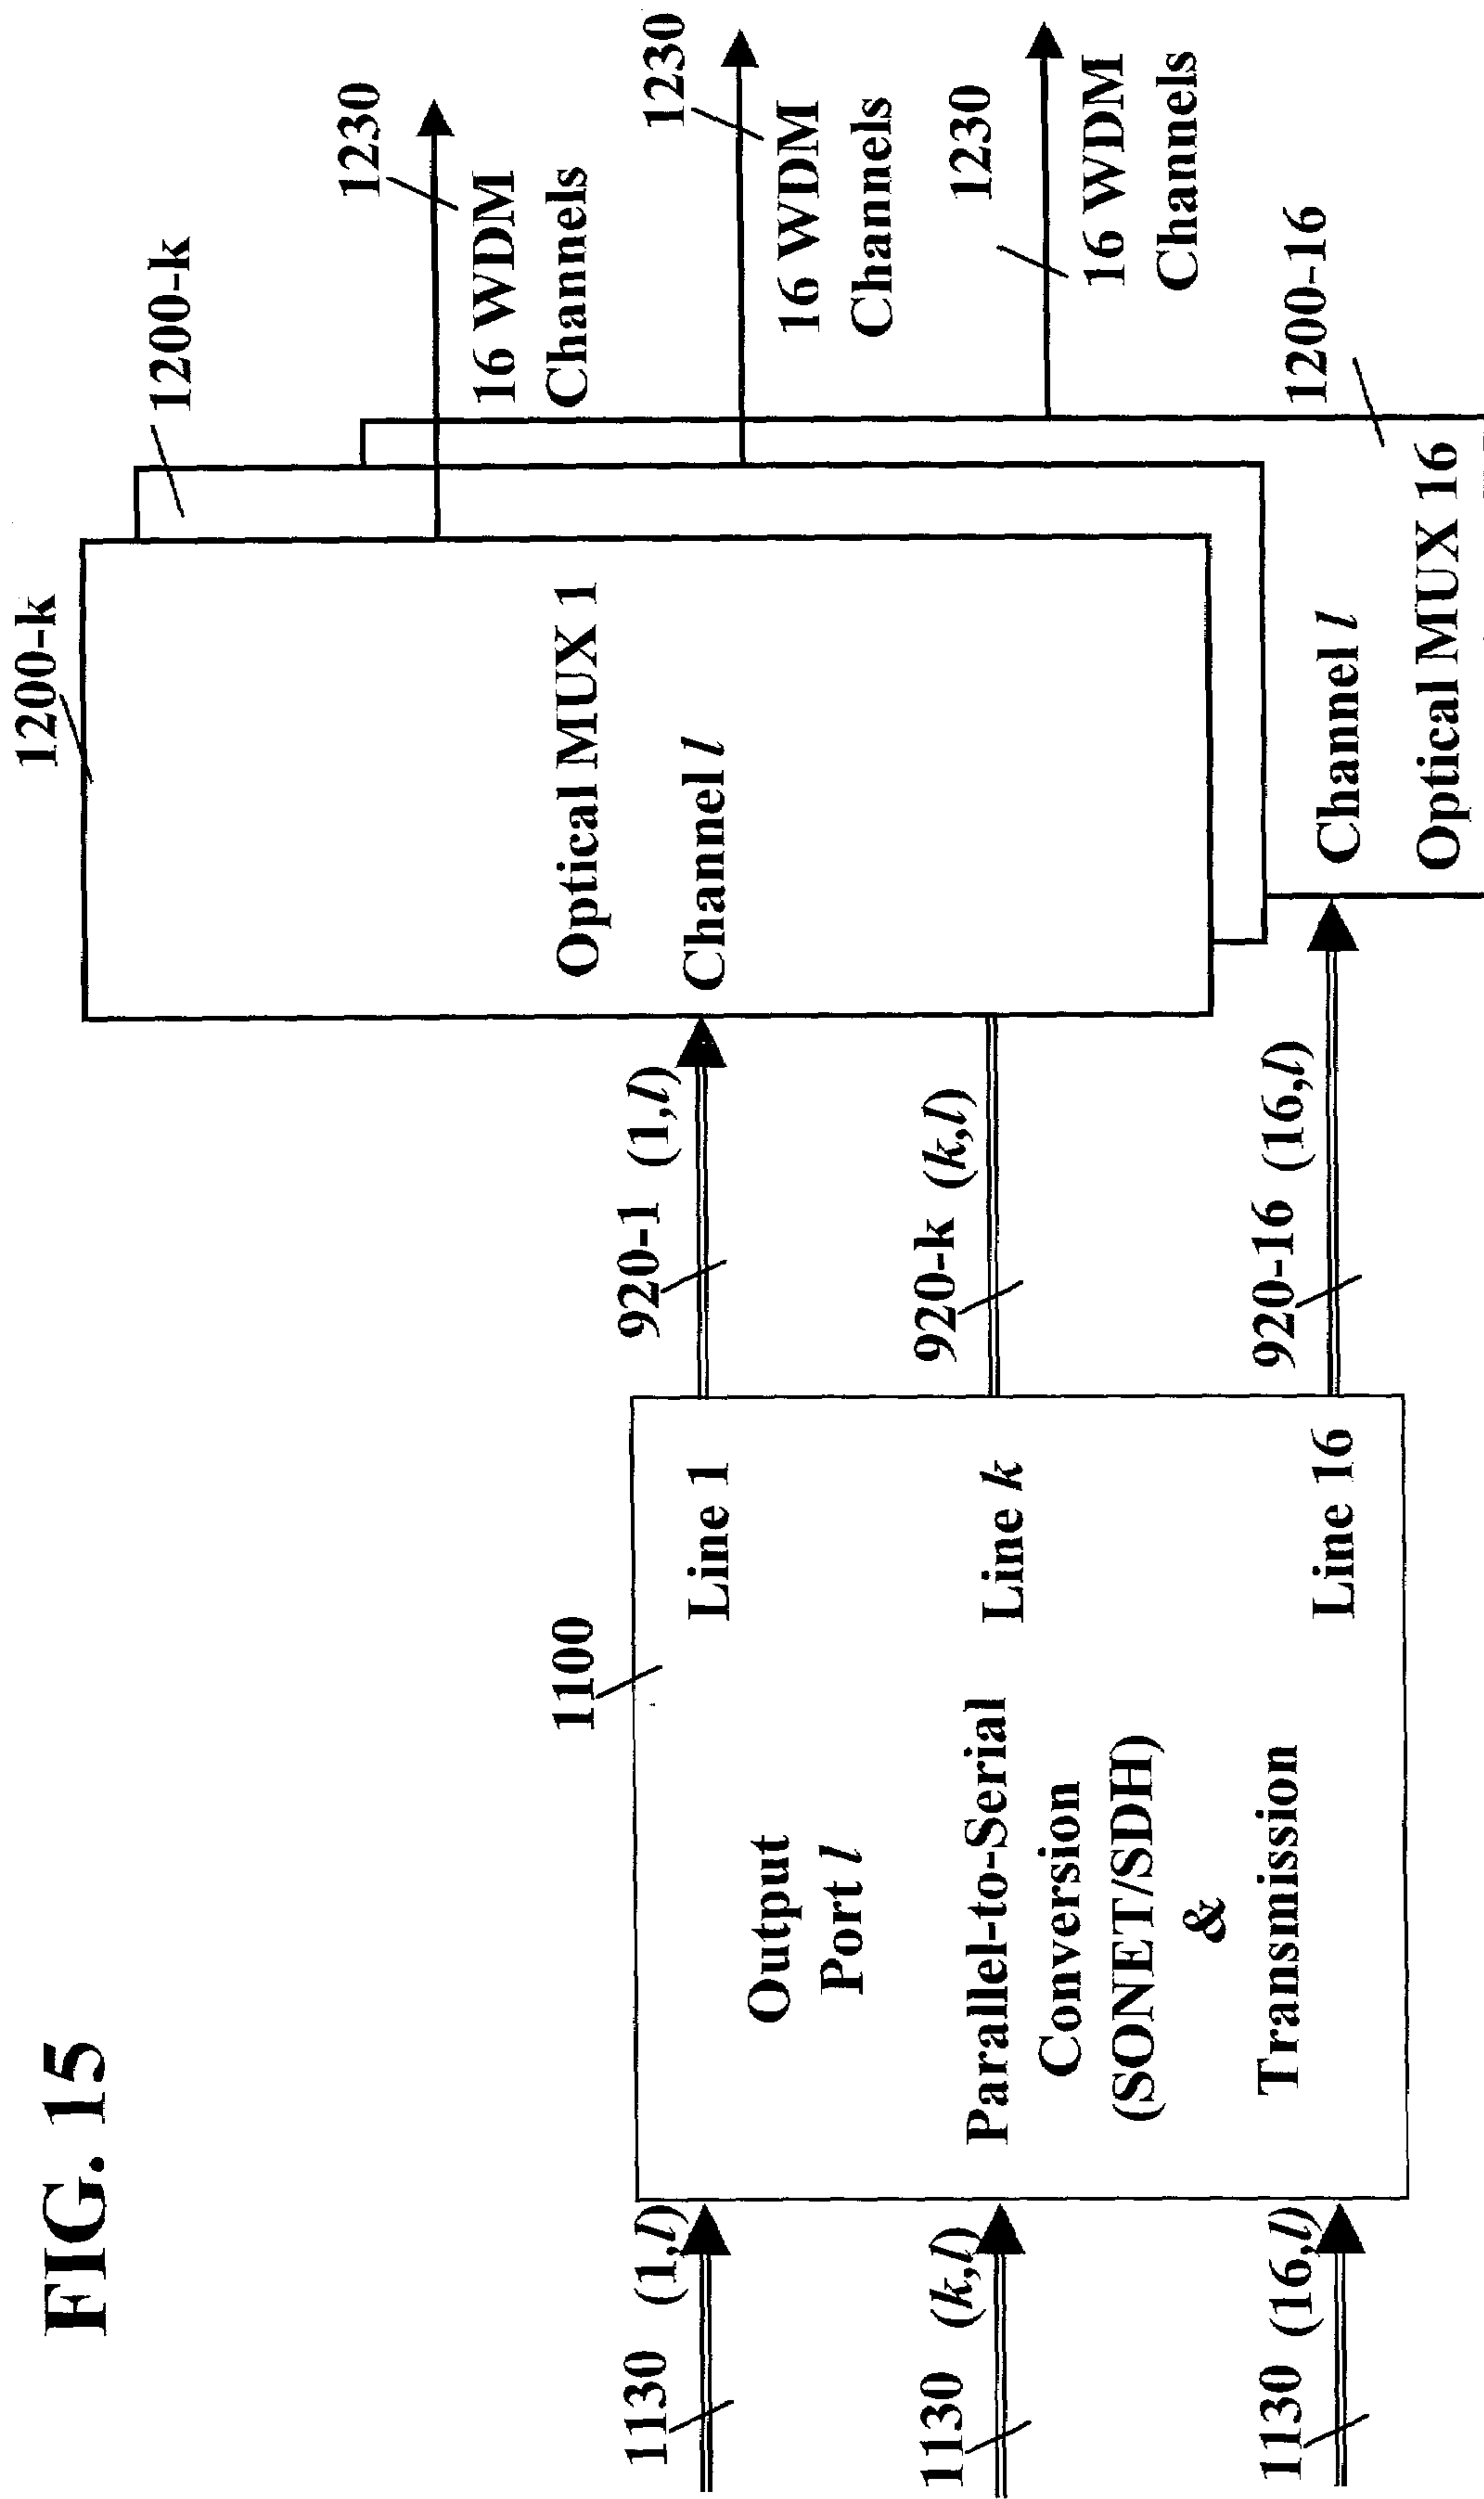 FIG. 15
1130 (1,l)
1130 (k,l)
1130 (16,l)
1100
Output
Port l
Parallel-to-Serial
Conversion
(SONET/SDH)
&
Transmission
Line 1
Line k
Line 16
920-1 (1,l)
920-k (k,l)
920-16 (16,l)
1200-k
Optical MUX 1
Channel l
1200-k
Channel l
Optical MUX 16
1200-16
1230
16 WDM
Channels
1230
16 WDM
Channels
1230
16 WDM
Channels